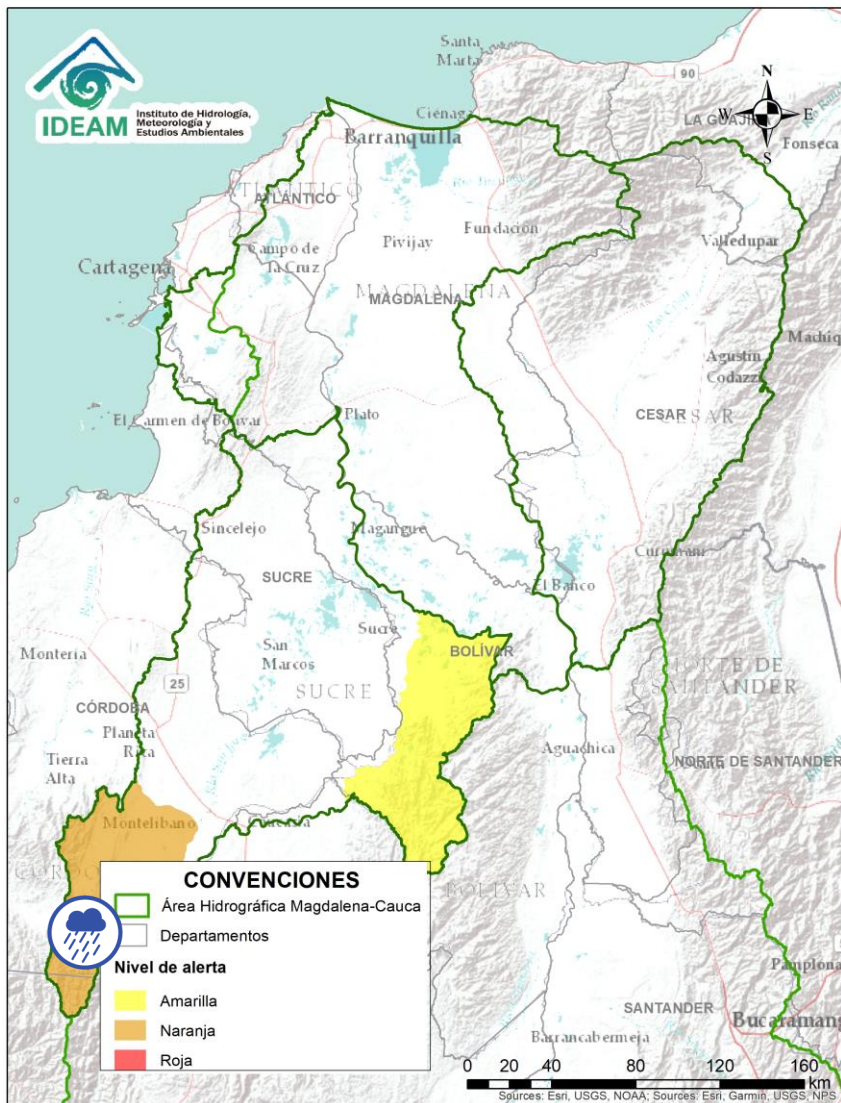 Santa
Marta
90
N
W E
S
LA GUAJIRA
Fonseca
IDEAM
Instituto de Hidrología,
Meteorología y
Estudios Ambientales
Ciénaga
Barranquilla
ATLÁNTICO
ATLÁNTICO
Pivijay
Fundación
Valledupar
Campo de
la Cruz
Cartagena
MAGDALENA
MAGDALENA
Agustín
Codazzi
El Carmen de Bolívar
Plato
CESAR
CESAR
Sincelejo
Magangue
SUCRE
Curumaní
El Banco
Sucre
BOLÍVAR
San
Marcos
SUCRE
Montería
25
CÓRDOBA
Planeta
Rica
Tierra
Alta
NORTE DE
SANTANDER
NORTE DE SANTANDER
Aguachica
Montelíbano
BOLÍVAR
CONVENCIONES
Área Hidrográfica Magdalena-Cauca
Departamentos
Nivel de alerta
Amarilla
Naranja
Roja
Pamplona
SANTANDER
Barrancabermeja
0 20 40 80 120 160
km
Sources: Esri, USGS, NOAA; Sources: Esri, Garmin, USGS, NPS